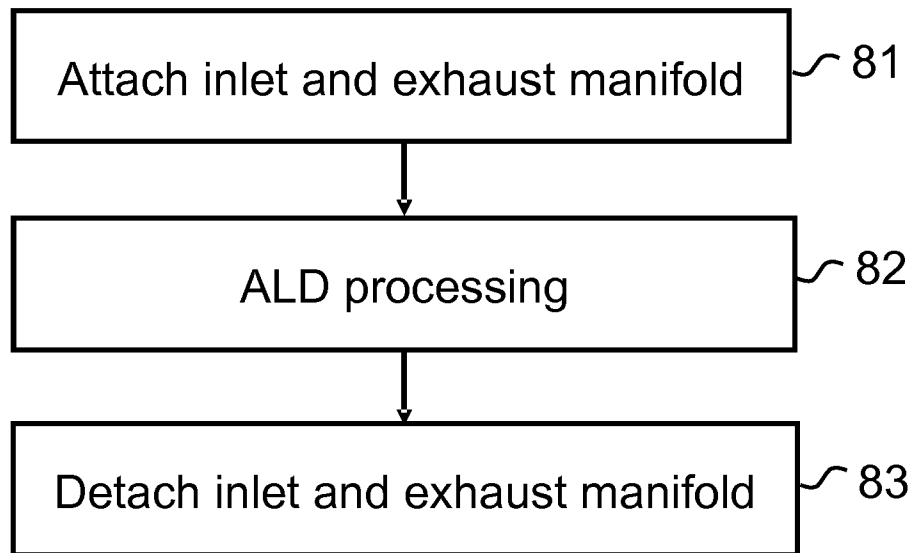 Attach inlet and exhaust manifold
81
ALD processing
82
Detach inlet and exhaust manifold
83